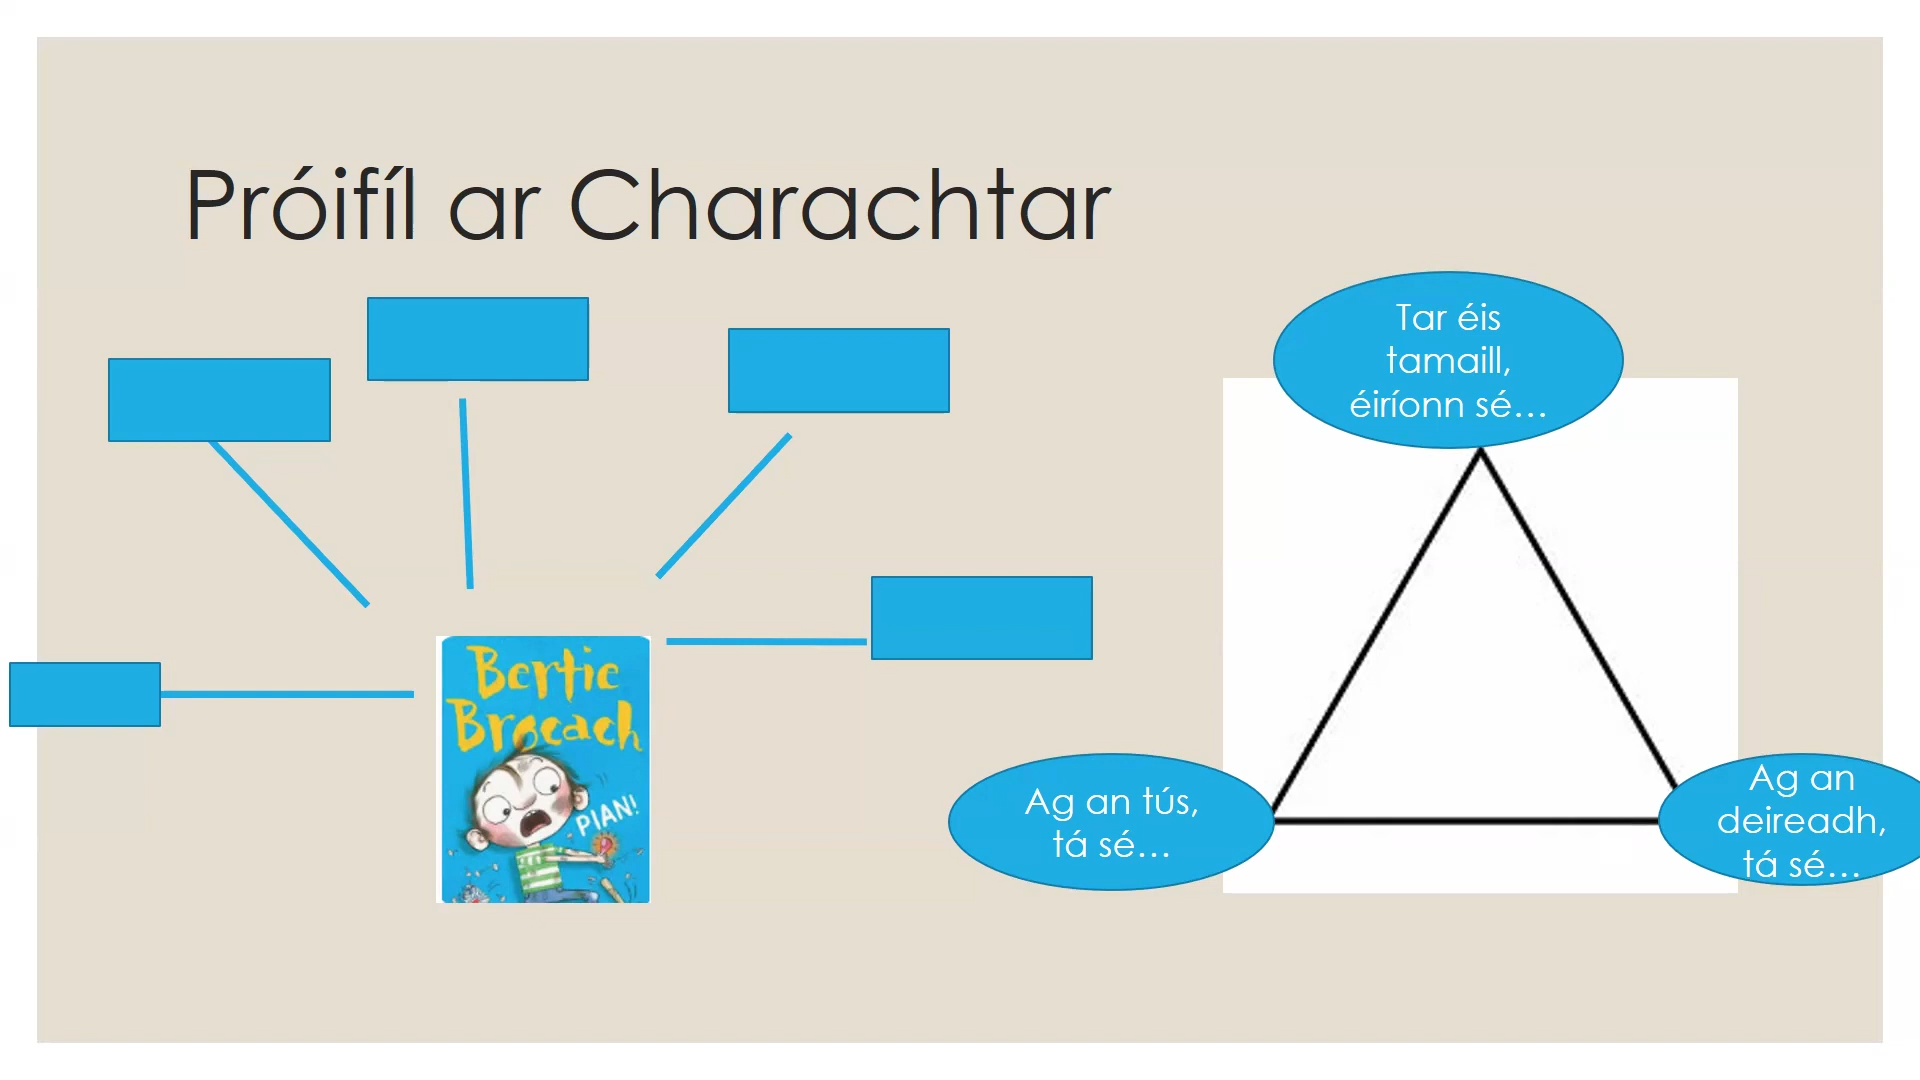 Próifíl ar Charachtar
Tar éis
tamaill,
éiríonn sé...
Bertie
Brocach
PIAN!
Ag an tús,
tá sé...
Ag an
deireadh,
tá sé...